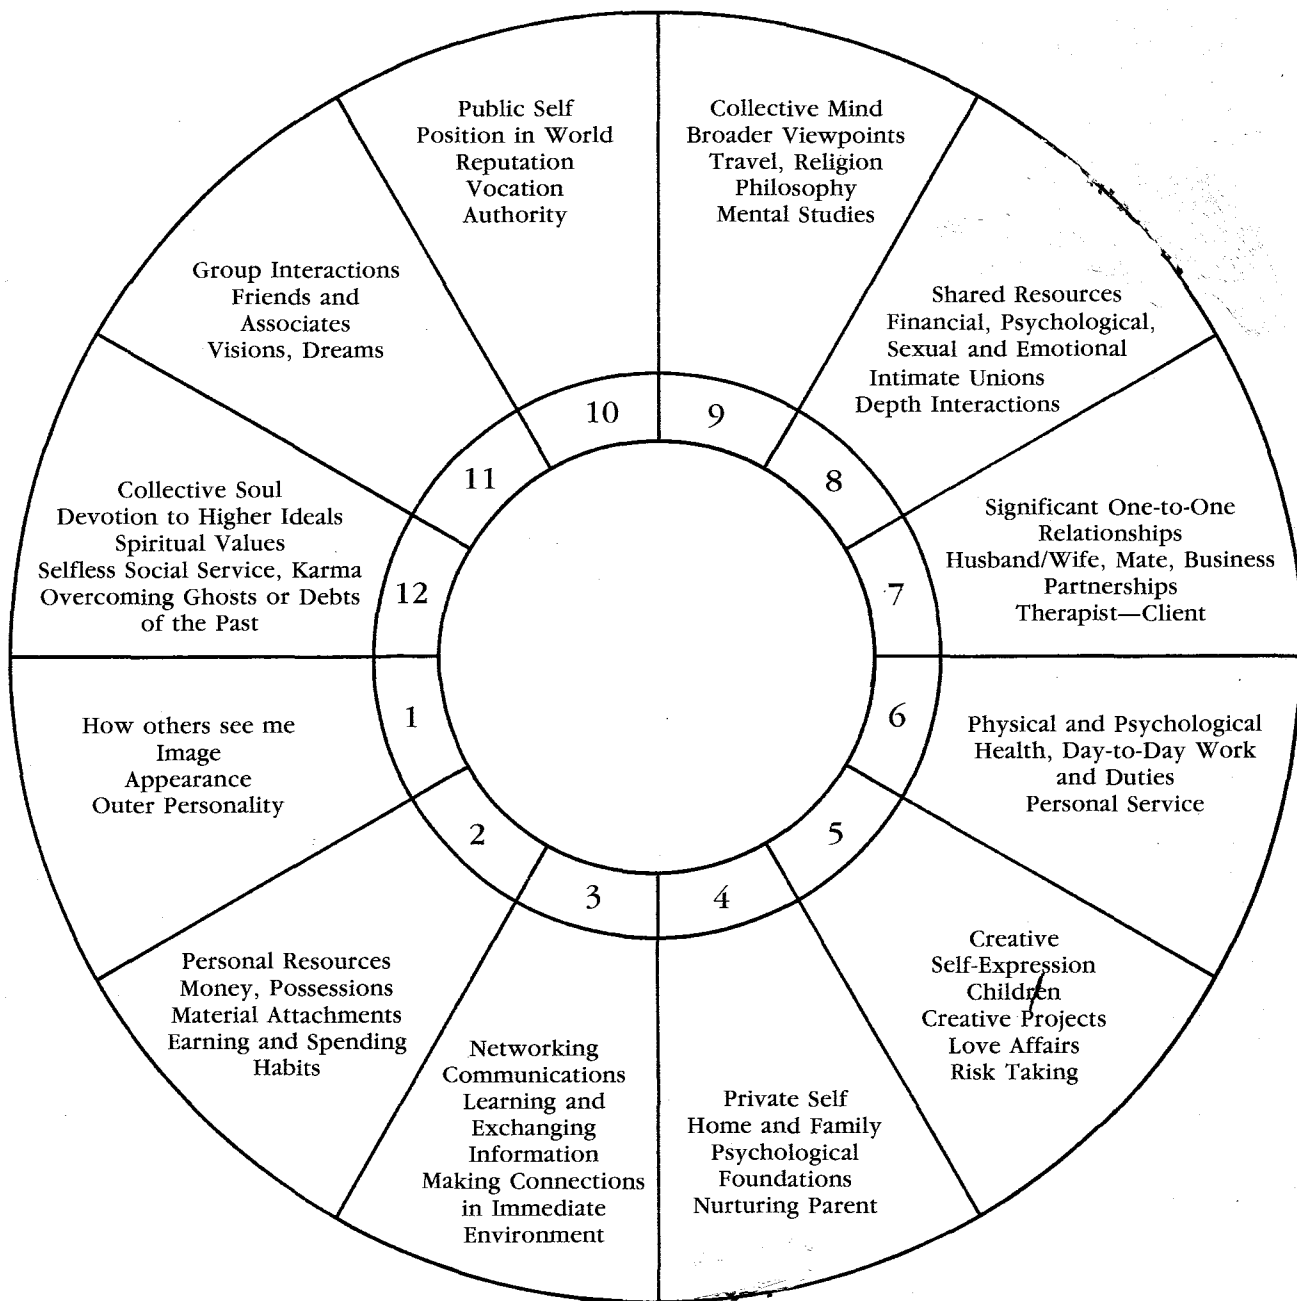 Public Self
Position in World
Reputation
Vocation
Authority
10
Collective Mind
Broader Viewpoints
Travel, Religion
Philosophy
Mental Studies
9
Shared Resources
Financial, Psychological,
Sexual and Emotional
Intimate Unions
Depth Interactions
8
Significant One-to-One
Relationships
Husband/Wife, Mate, Business
Partnerships
Therapist—Client
7
Physical and Psychological
Health, Day-to-Day Work
and Duties
Personal Service
6
Creative
Self-Expression
Children
Creative Projects
Love Affairs
Risk Taking
5
Private Self
Home and Family
Psychological
Foundations
Nurturing Parent
4
Networking
Communications
Learning and
Exchanging
Information
Making Connections
in Immediate
Environment
3
Personal Resources
Money, Possessions
Material Attachments
Earning and Spending
Habits
2
How others see me
Image
Appearance
Outer Personality
1
Collective Soul
Devotion to Higher Ideals
Spiritual Values
Selfless Social Service, Karma
Overcoming Ghosts or Debts
of the Past
12
Group Interactions
Friends and
Associates
Visions, Dreams
11